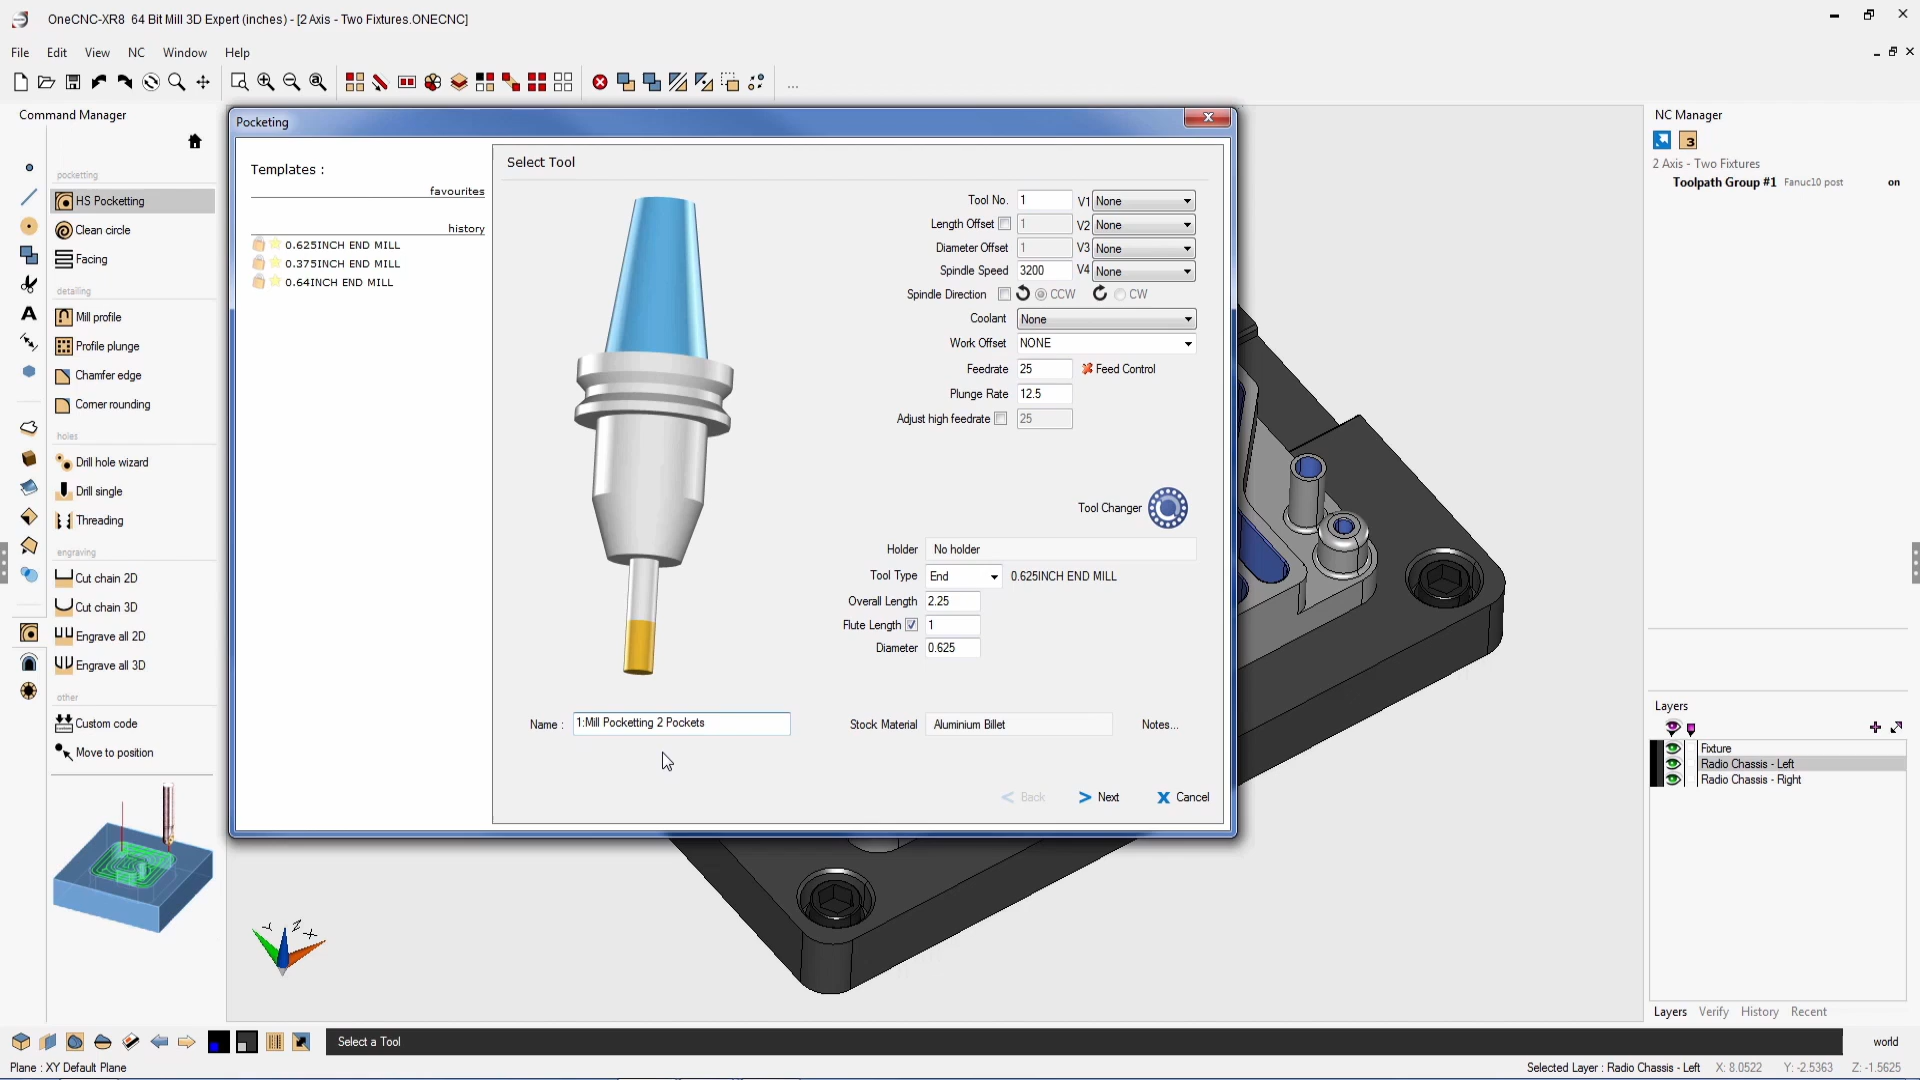 OneCNC-XR8 64 Bit Mill 3D Expert (inches) - [2 Axis - Two Fixtures.ONECNC]
File Edit View NC Window Help
Command Manager
pocketting
HS Pocketting
Clean circle
Facing
detailing
Mill profile
Profile plunge
Chamfer edge
Corner rounding
holes
Drill hole wizard
Drill single
Threading
engraving
Cut chain 2D
Cut chain 3D
Engrave all 2D
Engrave all 3D
other
Custom code
Move to position
Pocketing
Templates :
favourites
history
0.625INCH END MILL
0.375INCH END MILL
0.64INCH END MILL
Select Tool
Tool No. 1 V1 None
Length Offset 1 V2 None
Diameter Offset 1 V3 None
Spindle Speed 3200 V4 None
Spindle Direction CCW CW
Coolant None
Work Offset NONE
Feedrate 25 Feed Control
Plunge Rate 12.5
Adjust high feedrate 25
Tool Changer
Holder No holder
Tool Type End 0.625INCH END MILL
Overall Length 2.25
Flute Length 1
Diameter 0.625
Name : 1:Mill Pocketting 2 Pockets Stock Material Aluminium Billet Notes...
< Back > Next X Cancel
NC Manager
3
2 Axis - Two Fixtures
Toolpath Group #1 Fanuc10 post on
Layers
Fixture
Radio Chassis - Left
Radio Chassis - Right
Layers Verify History Recent
Y Z X
Select a Tool world
Plane : XY Default Plane Selected Layer : Radio Chassis - Left X: 8.0522 Y: -2.5363 Z: -1.5625